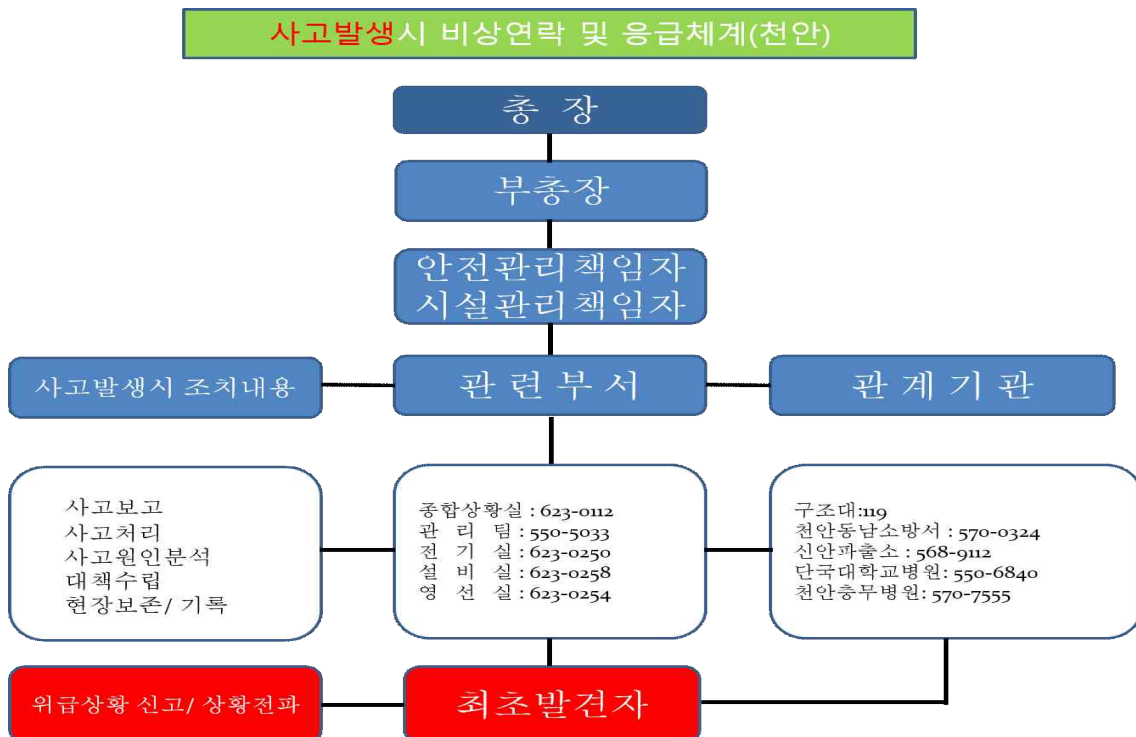 사고발생시 비상연락 및 응급체계(천안)
총 장
부총장
안전관리책임자
시설관리책임자
사고발생시 조치내용
관 련 부 서
관 계 기 관
사고보고
사고처리
사고원인분석
대책수립
현장보존/ 기록
종합상황실 : 623-0112
관 리 팀 : 550-5033
전 기 실 : 623-0250
설 비 실 : 623-0258
영 선 실 : 623-0254
구조대:119
천안동남소방서 : 570-0324
신안파출소 : 568-9112
단국대학교병원: 550-6840
천안충무병원: 570-7555
위급상황 신고/ 상황전파
최초발견자